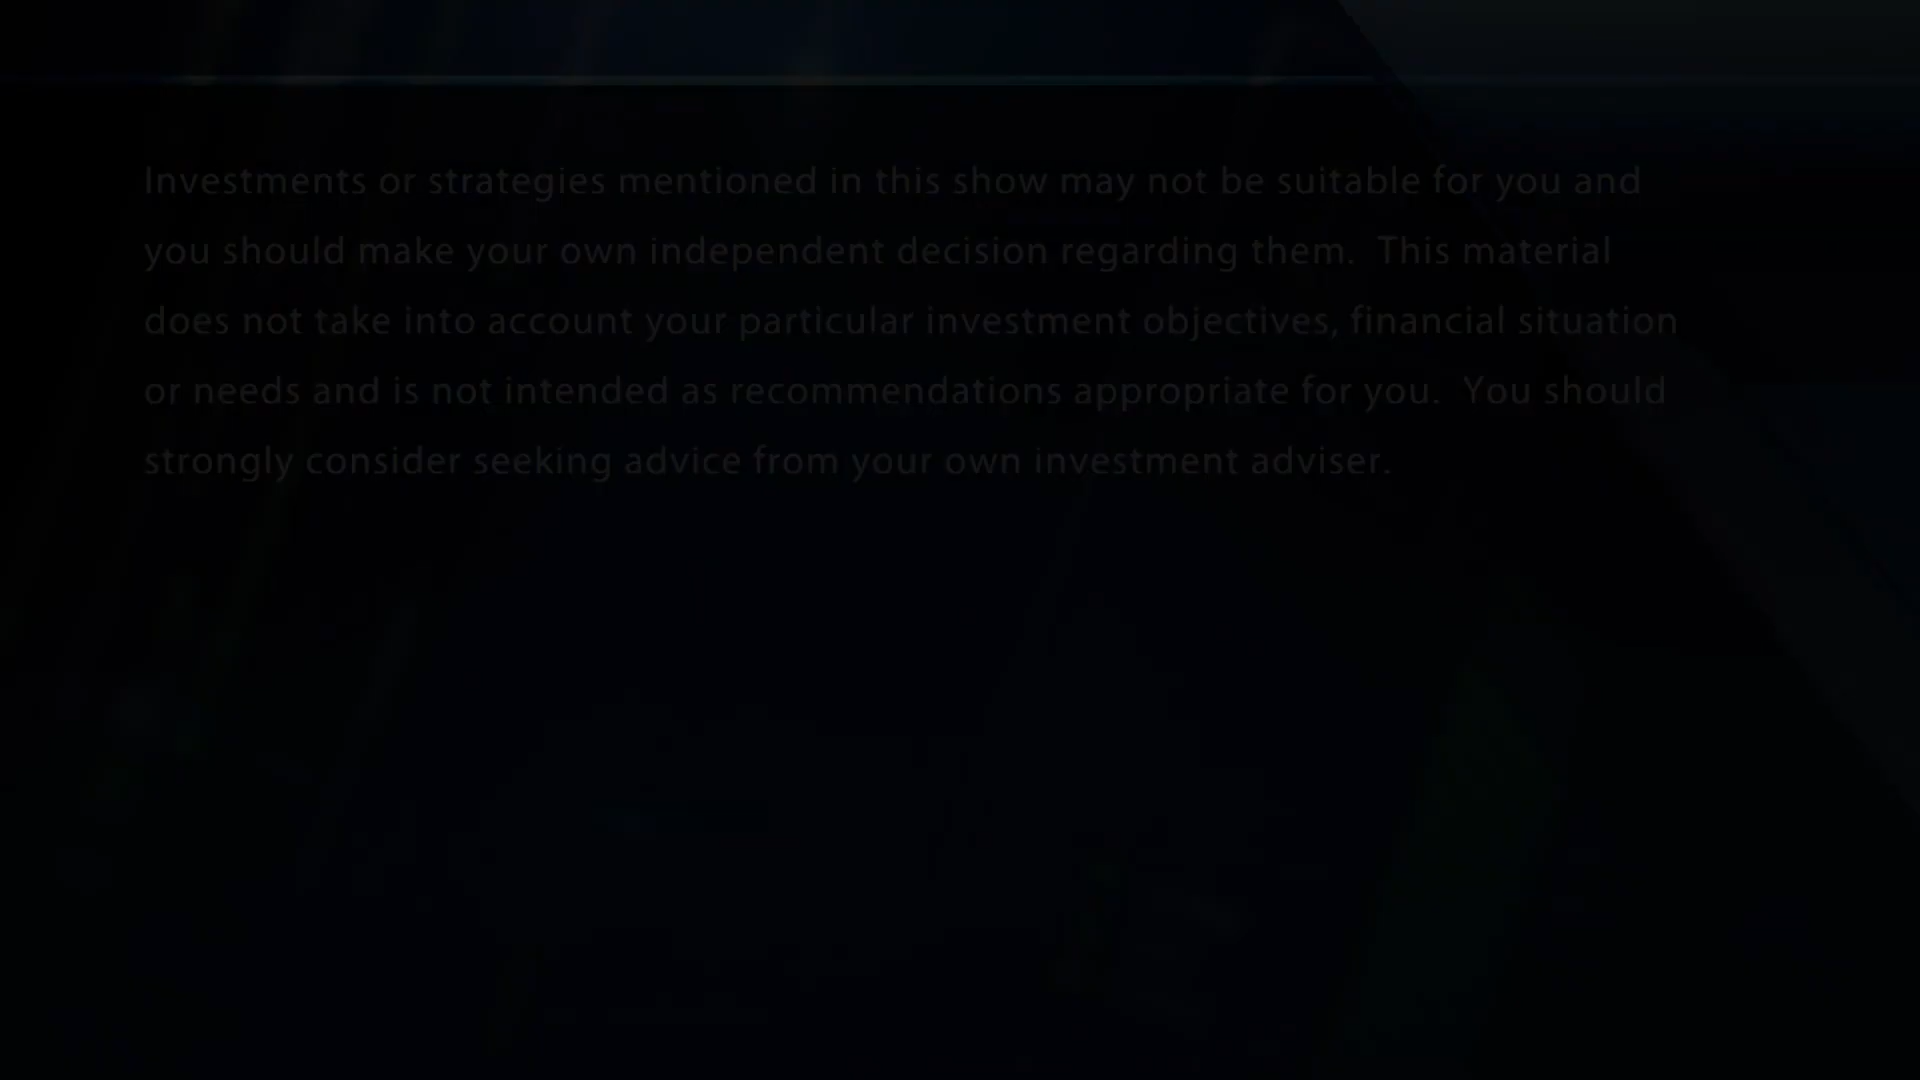 Investments or strategies mentioned in this show may not be suitable for you and
you should make your own independent decision regarding them.  This material
does not take into account your particular investment objectives, financial situation
or needs and is not intended as recommendations appropriate for you.  You should
strongly consider seeking advice from your own investment adviser.